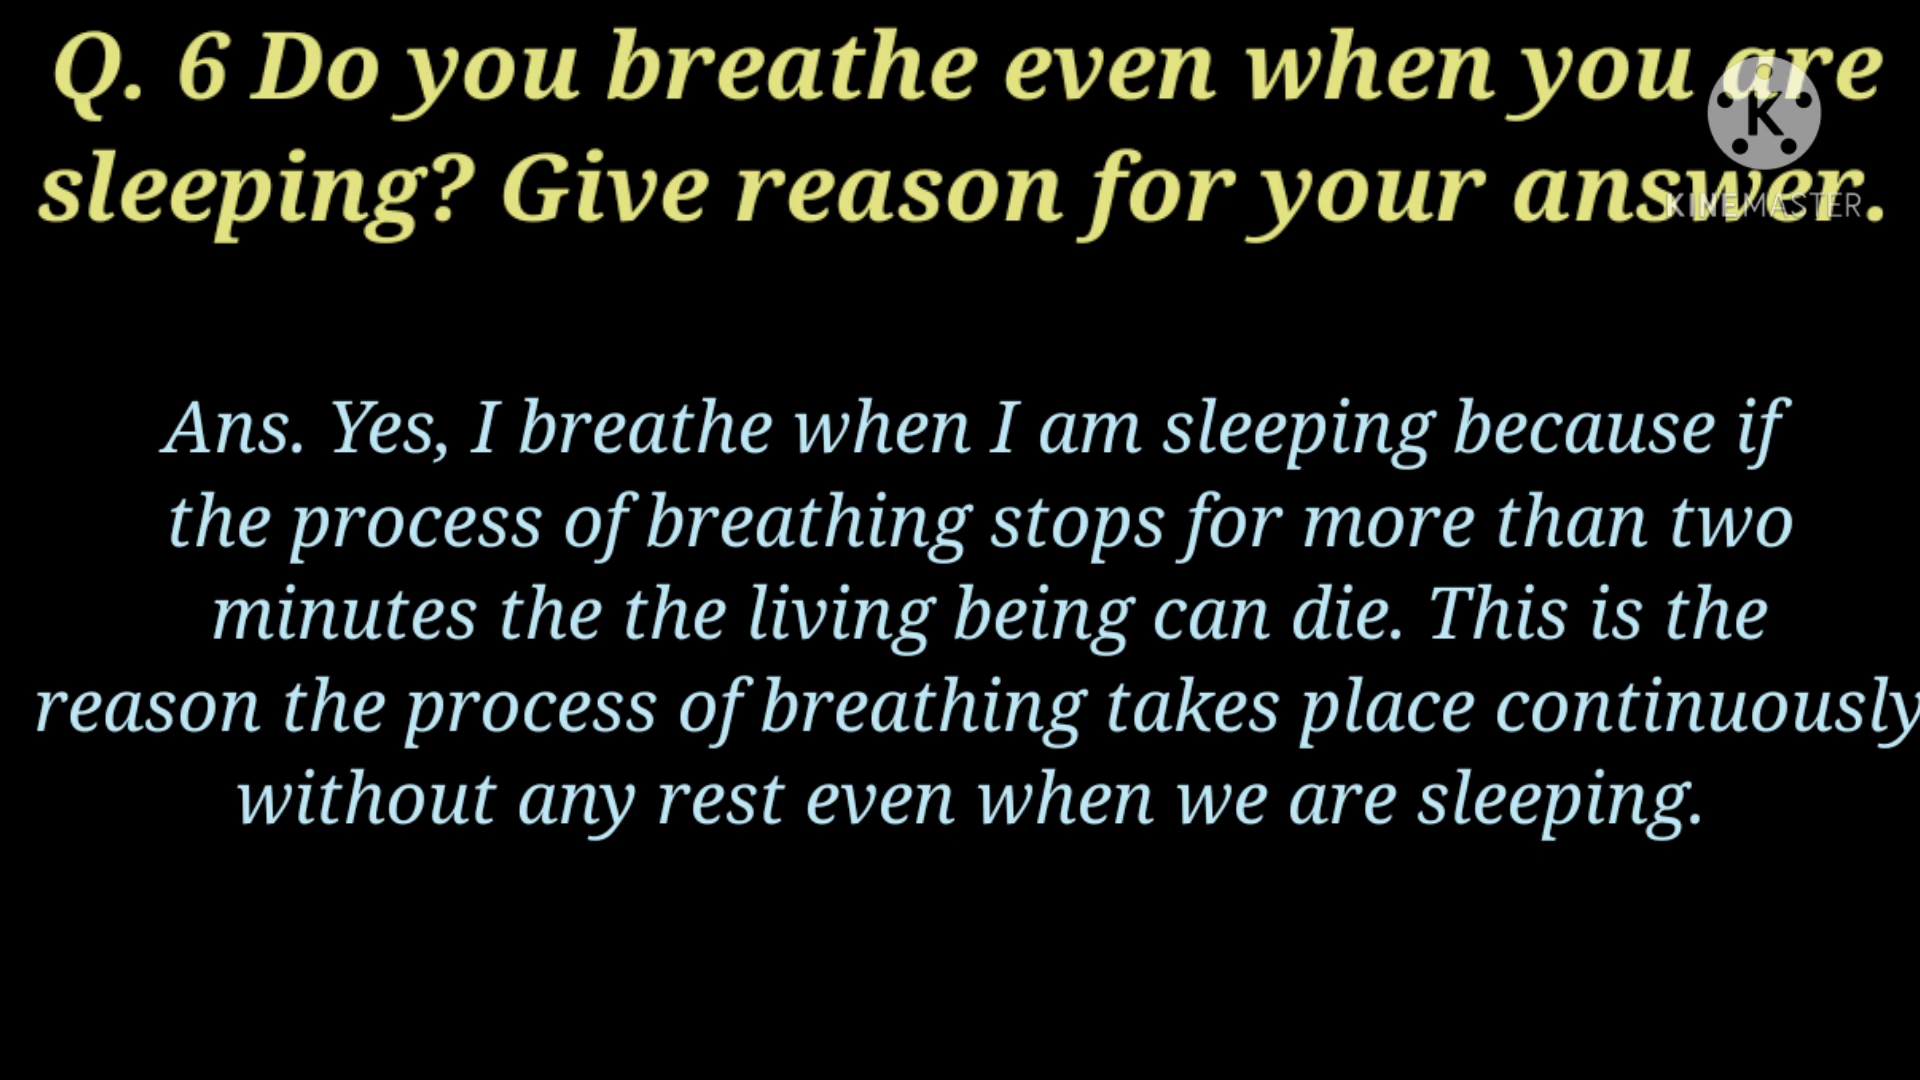 Q. 6 Do you breathe even when you are
sleeping? Give reason for your answer.
K
KINEMASTER
Ans. Yes, I breathe when I am sleeping because if
the process of breathing stops for more than two
minutes the the living being can die. This is the
reason the process of breathing takes place continuously
without any rest even when we are sleeping.